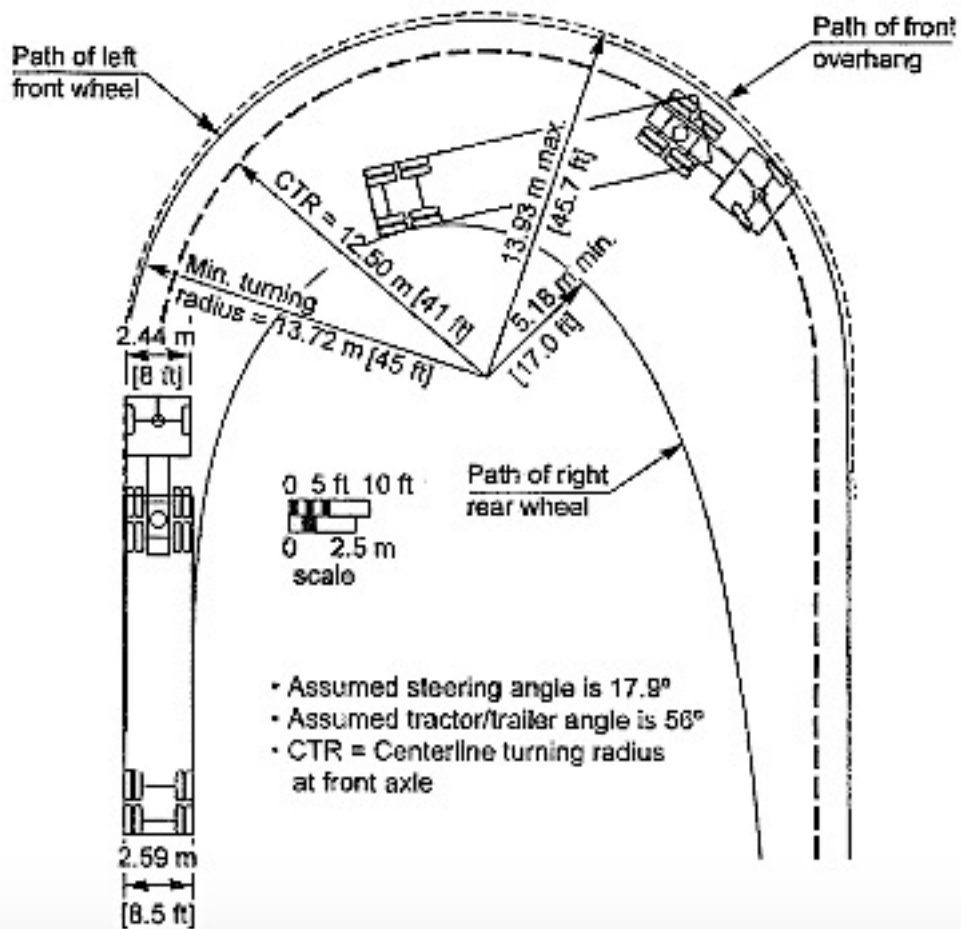 Path of left
front wheel
Path of front
overhang
CTR = 12.50 m [41 ft]
13.93 m max.
[45.7 ft]
Min. turning
radius = 13.72 m [45 ft]
5.18 m min.
[17.0 ft]
2.44 m
[8 ft]
Path of right
rear wheel
0 5 ft 10 ft
0 2.5 m
scale
• Assumed steering angle is 17.9°
• Assumed tractor/trailer angle is 56°
• CTR = Centerline turning radius
at front axle
2.59 m
[8.5 ft]